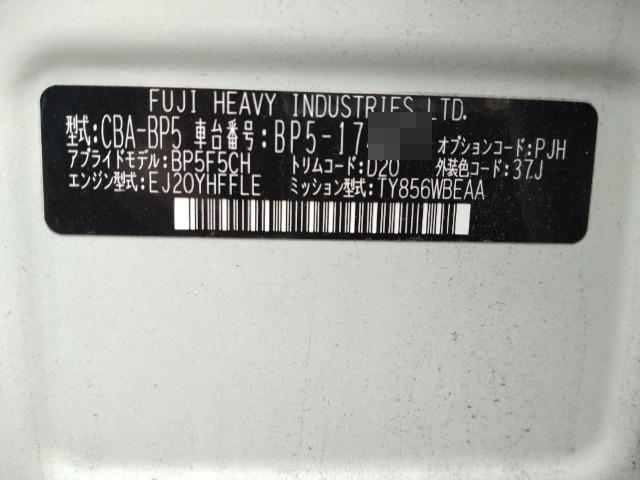 FUJI HEAVY INDUSTRIES LTD.
型式:CBA-BP5 車台番号:BP5-17 オプションコード:PJH
アプライドモデル:BP5F5CH トリムコード:D20 外装色コード:37J
エンジン型式:EJ20YHFFLE ミッション型式:TY856WBEAA